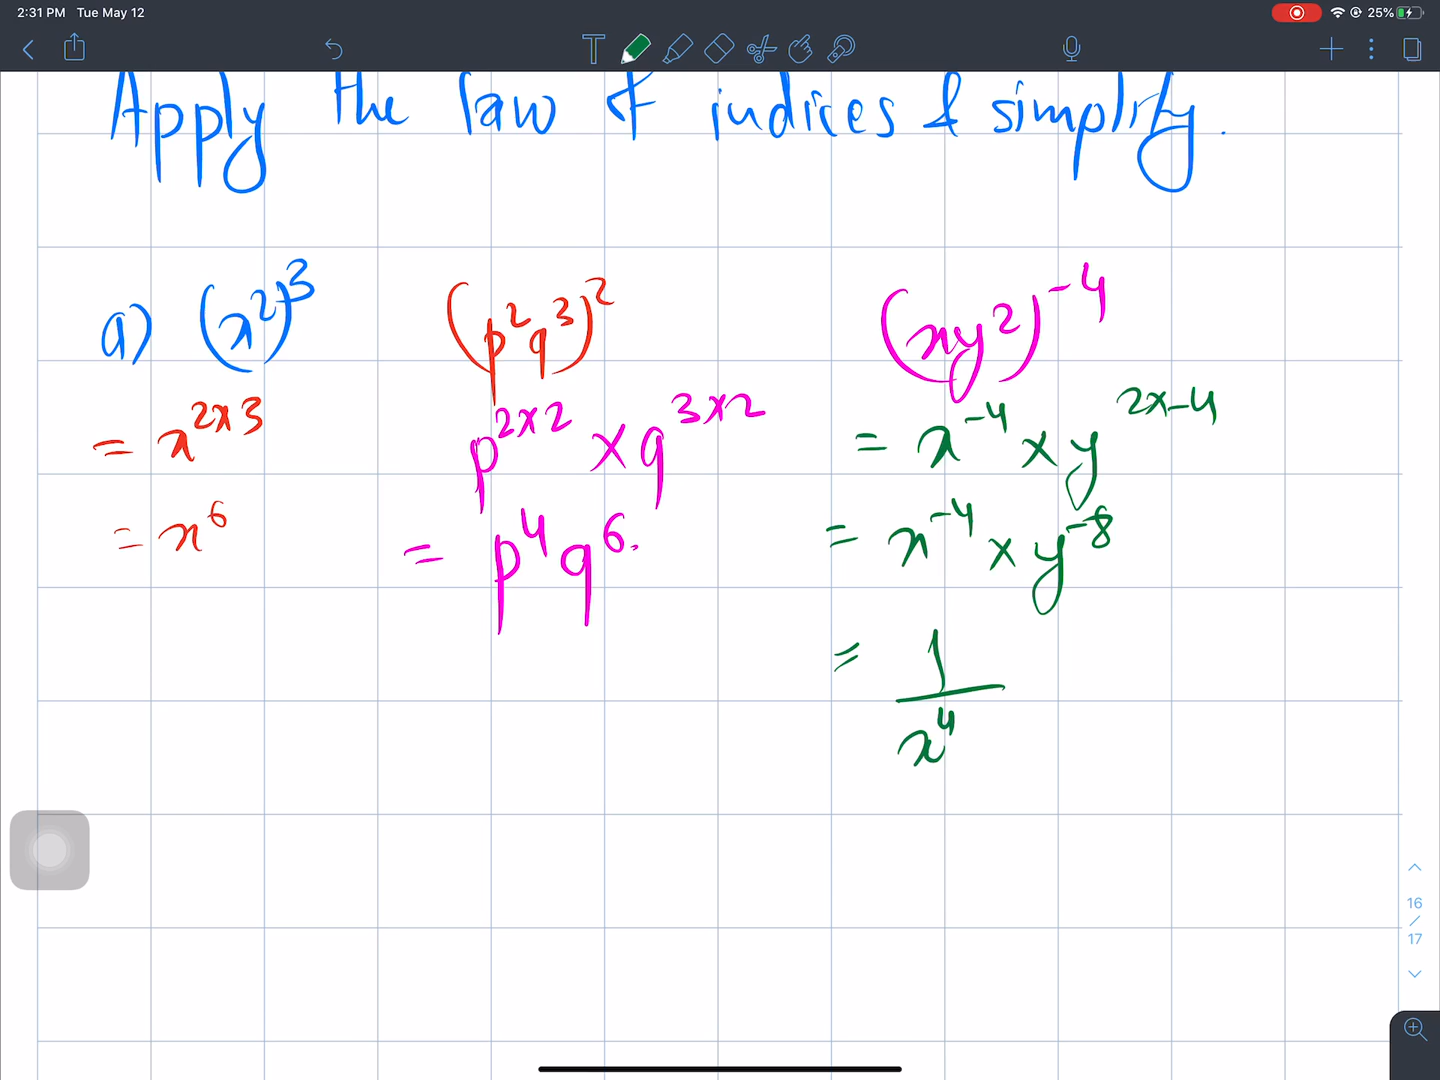 2:31 PM Tue May 12
25%
T
Apply the law of indices & simplify.
a) (x²)³
= x^{2×3}
= x⁶
(p²q³)²
p^{2×2} × q^{3×2}
= p⁴q⁶.
(xy²)⁻⁴
= x⁻⁴ × y^{2×-4}
= x⁻⁴ × y⁻⁸
= 1/x⁴
16
/
17